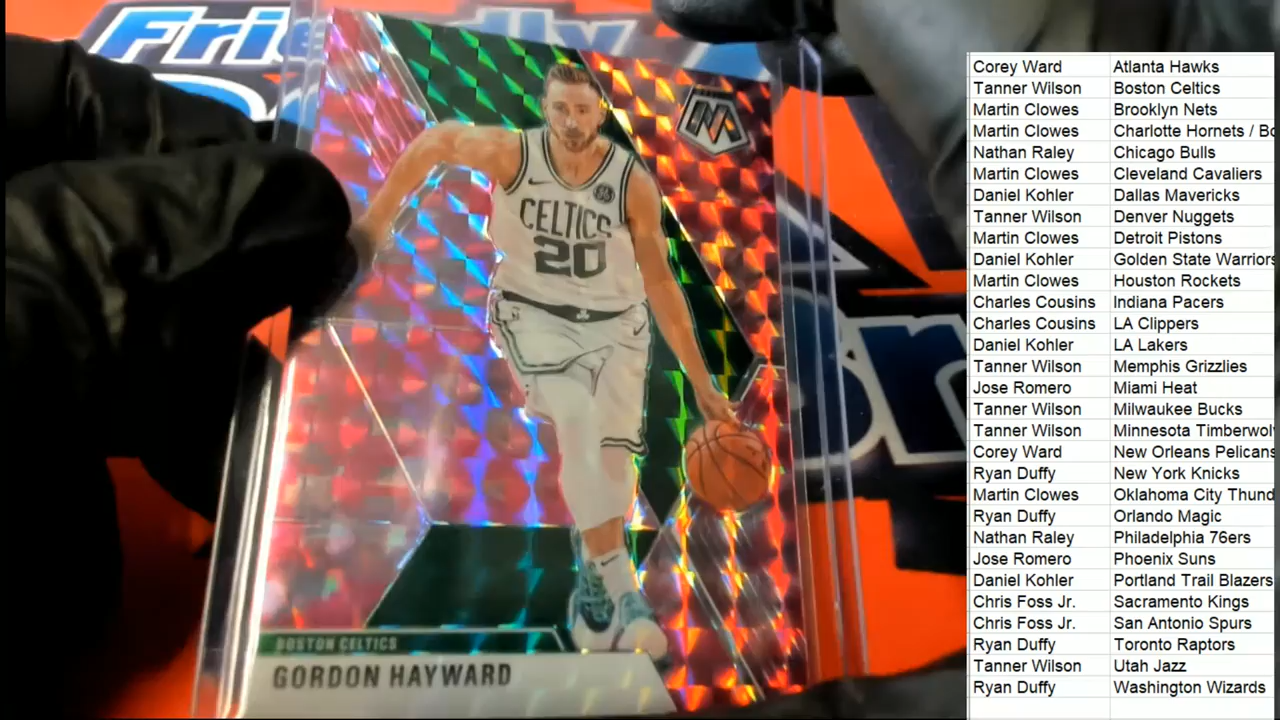 Friendly
CELTICS
20
BOSTON CELTICS
GORDON HAYWARD
Corey Ward Atlanta Hawks
Tanner Wilson Boston Celtics
Martin Clowes Brooklyn Nets
Martin Clowes Charlotte Hornets / Bo
Nathan Raley Chicago Bulls
Martin Clowes Cleveland Cavaliers
Daniel Kohler Dallas Mavericks
Tanner Wilson Denver Nuggets
Martin Clowes Detroit Pistons
Daniel Kohler Golden State Warriors
Martin Clowes Houston Rockets
Charles Cousins Indiana Pacers
Charles Cousins LA Clippers
Daniel Kohler LA Lakers
Tanner Wilson Memphis Grizzlies
Jose Romero Miami Heat
Tanner Wilson Milwaukee Bucks
Tanner Wilson Minnesota Timberwol
Corey Ward New Orleans Pelicans
Ryan Duffy New York Knicks
Martin Clowes Oklahoma City Thund
Ryan Duffy Orlando Magic
Nathan Raley Philadelphia 76ers
Jose Romero Phoenix Suns
Daniel Kohler Portland Trail Blazers
Chris Foss Jr. Sacramento Kings
Chris Foss Jr. San Antonio Spurs
Ryan Duffy Toronto Raptors
Tanner Wilson Utah Jazz
Ryan Duffy Washington Wizards